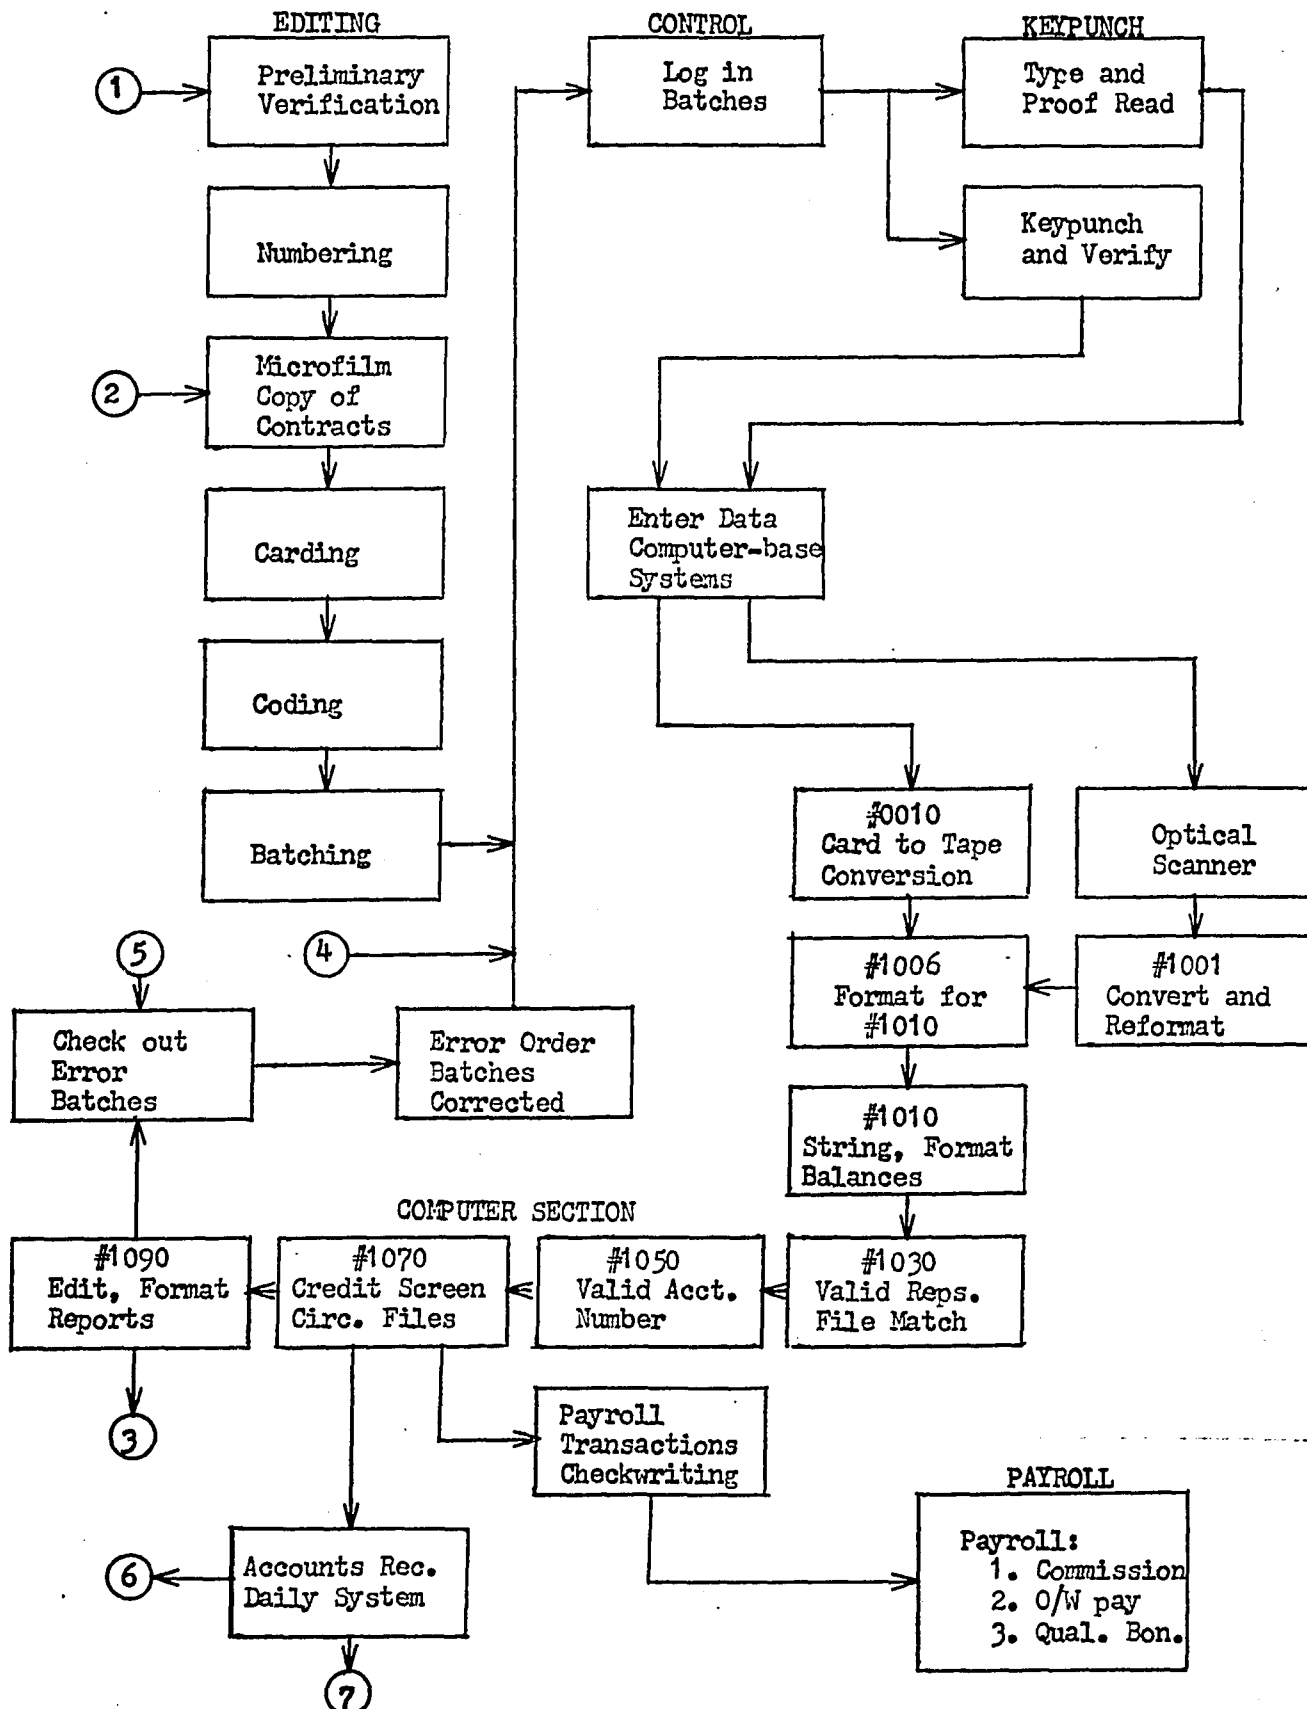 EDITING
1
Preliminary
Verification
Numbering
2
Microfilm
Copy of
Contracts
Carding
Coding
Batching
CONTROL
Log in
Batches
KEYPUNCH
Type and
Proof Read
Keypunch
and Verify
Enter Data
Computer-base
Systems
#0010
Card to Tape
Conversion
Optical
Scanner
#1006
Format for
#1010
#1001
Convert and
Reformat
#1010
String, Format
Balances
5
4
Check out
Error
Batches
Error Order
Batches
Corrected
COMPUTER SECTION
#1090
Edit, Format
Reports
#1070
Credit Screen
Circ. Files
#1050
Valid Acct.
Number
#1030
Valid Reps.
File Match
3
Payroll
Transactions
Checkwriting
6
Accounts Rec.
Daily System
7
PAYROLL
Payroll:
1. Commission
2. O/W pay
3. Qual. Bon.